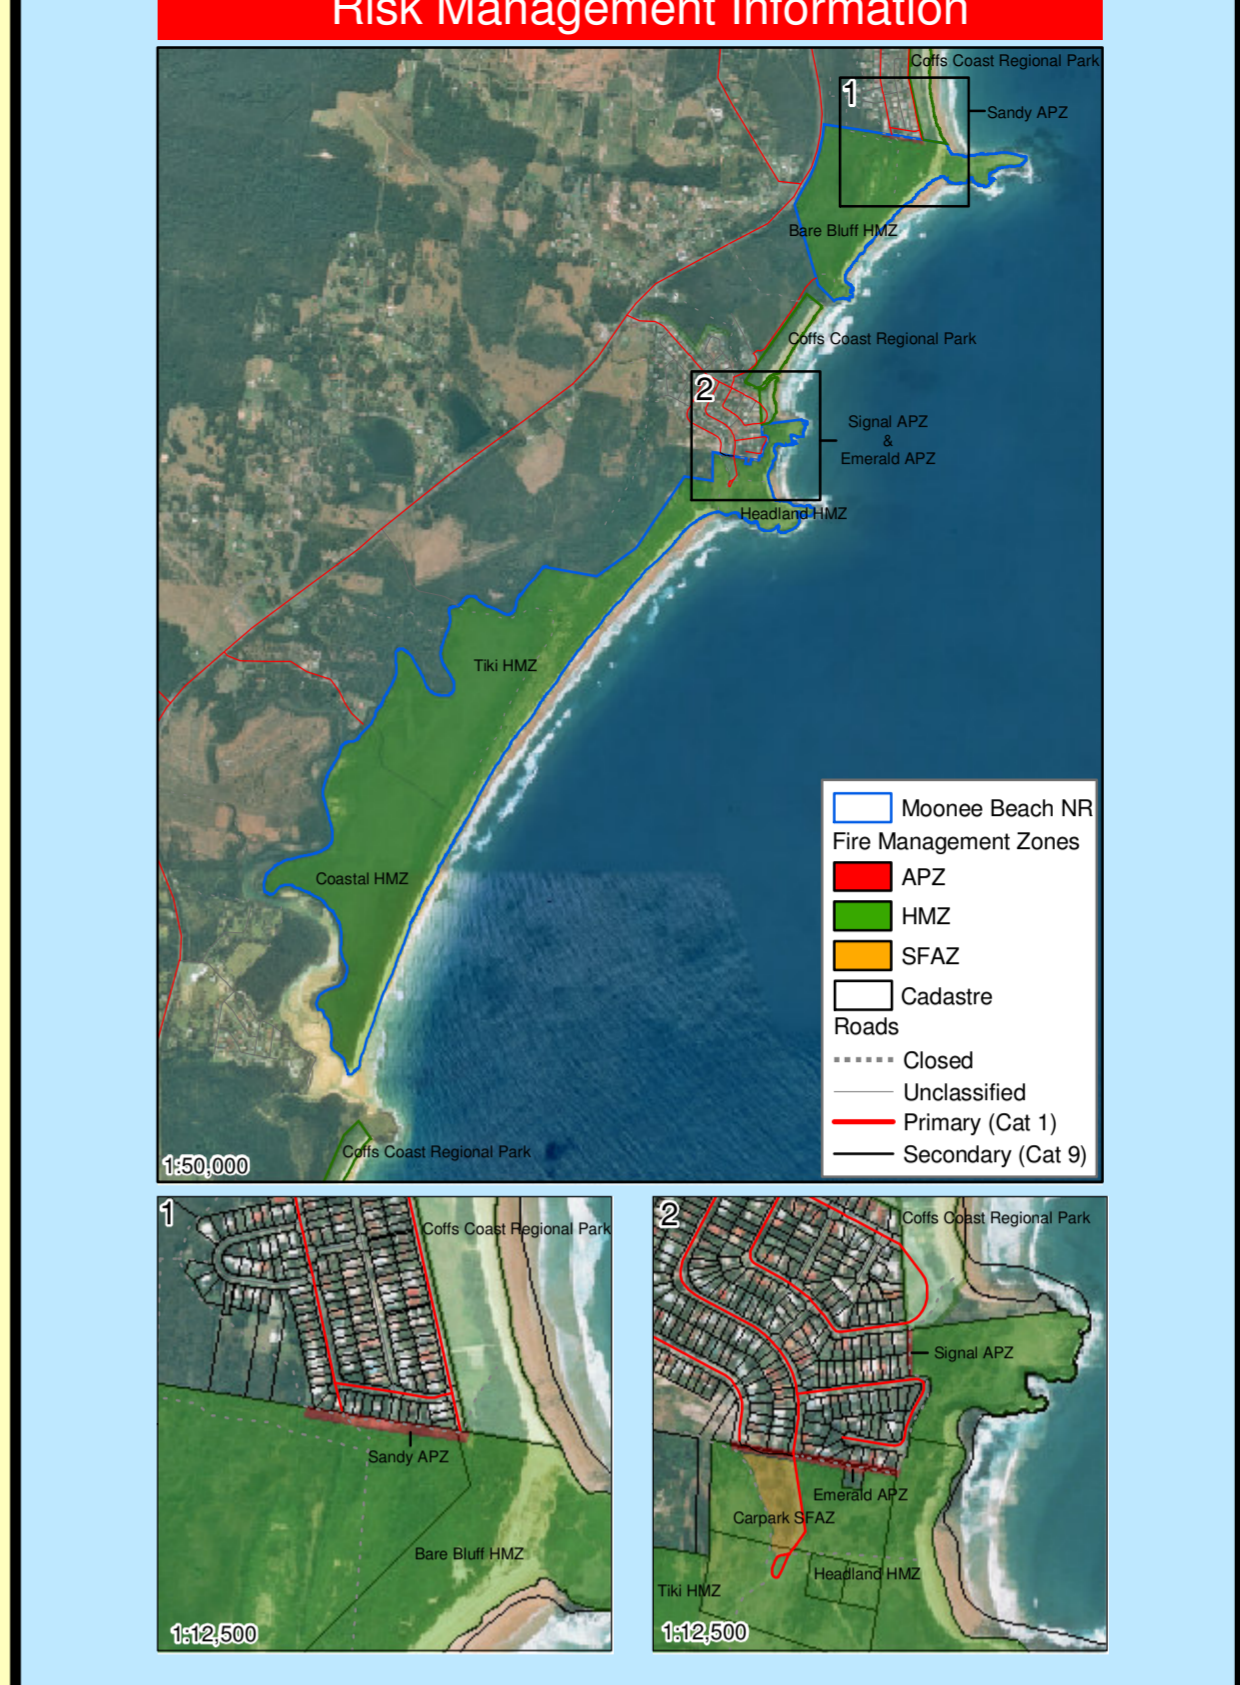 Risk Management Information
Coffs Coast Regional Park
1
Sandy APZ
Bare Bluff HMZ
Coffs Coast Regional Park
2
Signal APZ
&
Emerald APZ
Headland HMZ
Tiki HMZ
Coastal HMZ
Coffs Coast Regional Park
1:50,000
Moonee Beach NR
Fire Management Zones
APZ
HMZ
SFAZ
Cadastre
Roads
Closed
Unclassified
Primary (Cat 1)
Secondary (Cat 9)
1
Coffs Coast Regional Park
Sandy APZ
Bare Bluff HMZ
1:12,500
2
Coffs Coast Regional Park
Signal APZ
Emerald APZ
Carpark SFAZ
Headland HMZ
Tiki HMZ
1:12,500